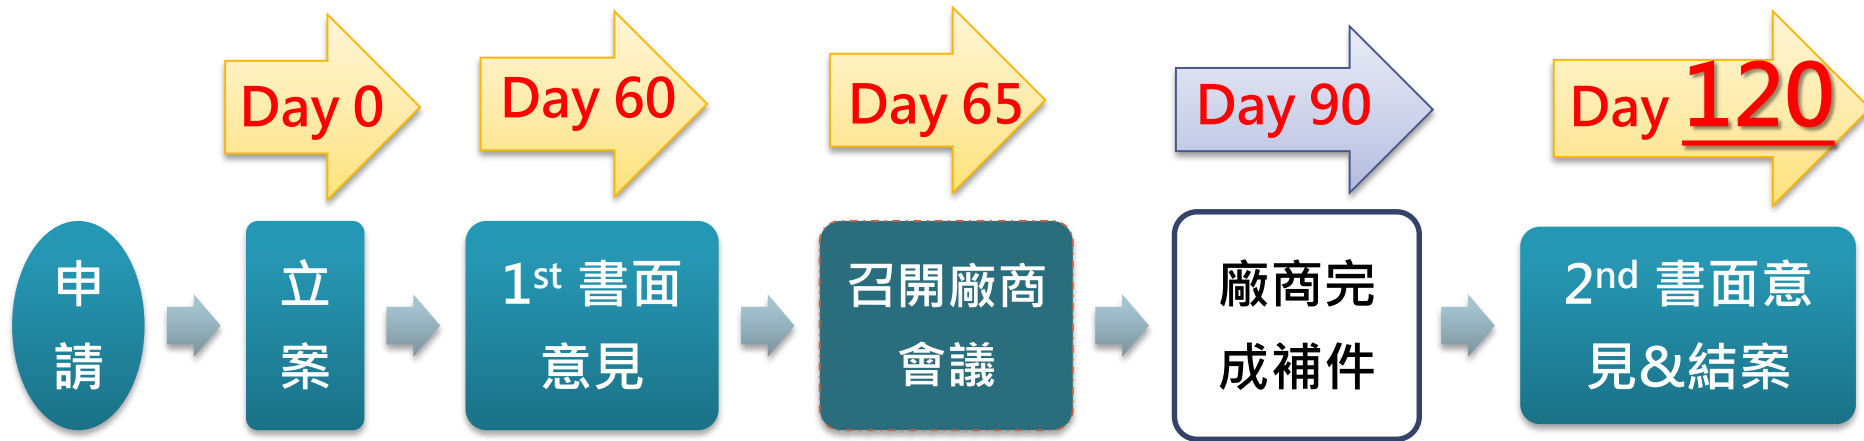 Day 0
Day 60
Day 65
Day 90
Day 120
申
請
立
案
1st 書面
意見
召開廠商
會議
廠商完
成補件
2nd 書面意
見&結案